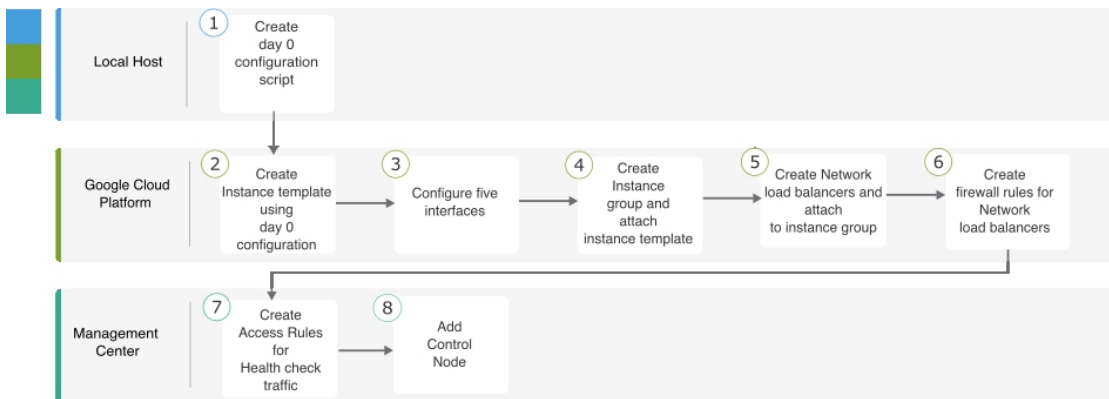 Local Host
1
Create
day 0
configuration
script
Google Cloud
Platform
2
Create
Instance template
using
day 0
configuration
3
Configure five
interfaces
4
Create
Instance
group and
attach
instance template
5
Create Network
load balancers and attach
to instance group
6
Create
firewall rules for
Network
load balancers
Management
Center
7
Create
Access Rules
for
Health check
traffic
8
Add
Control
Node